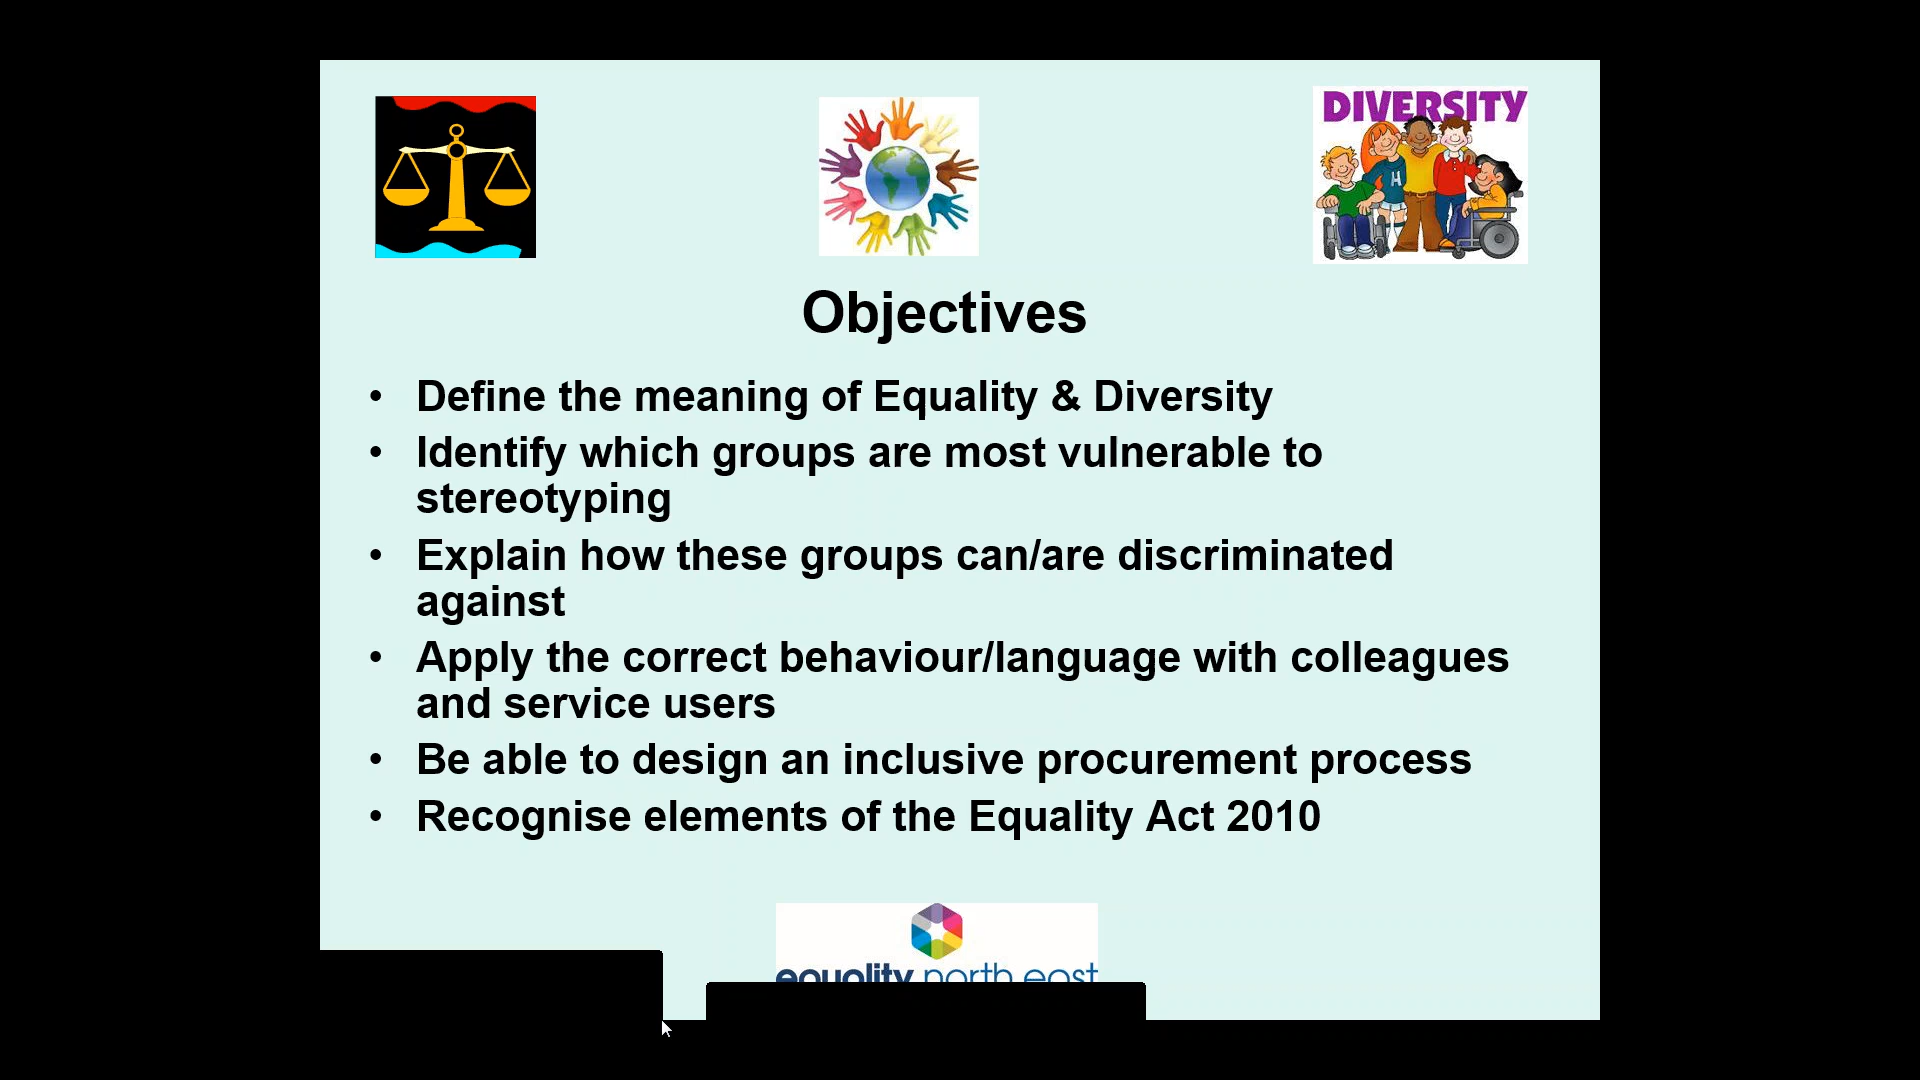 DIVERSITY
H
Objectives
• Define the meaning of Equality & Diversity
• Identify which groups are most vulnerable to
stereotyping
• Explain how these groups can/are discriminated
against
• Apply the correct behaviour/language with colleagues
and service users
• Be able to design an inclusive procurement process
• Recognise elements of the Equality Act 2010
equality north east